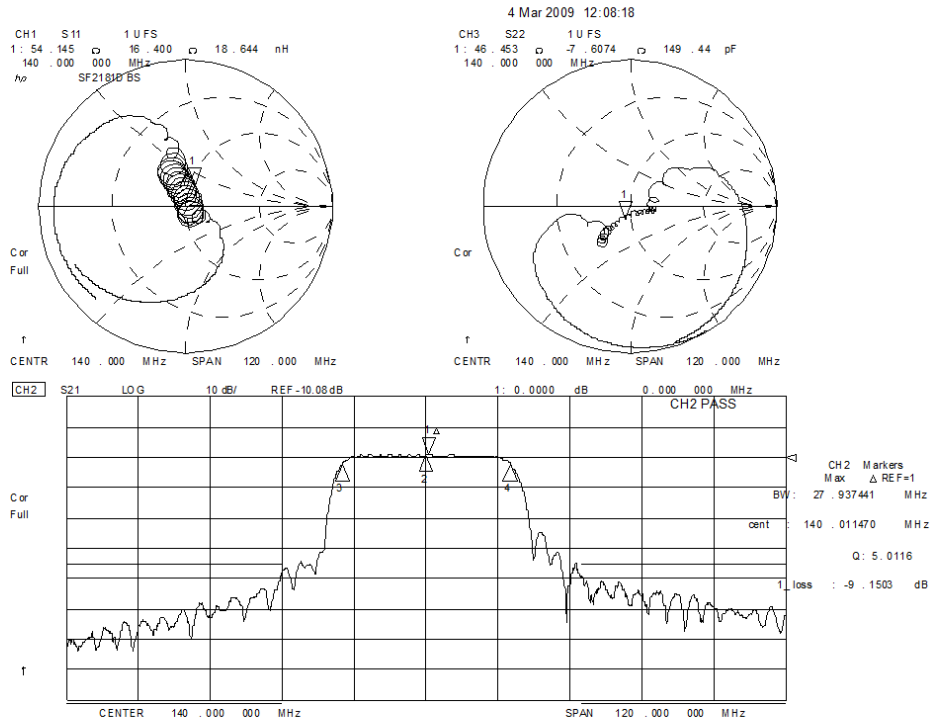 4 Mar 2009 12:08:18
CH1 S11 1 U FS
1: 54 .145 Ω 16 .400 Ω 18 .644 nH
140 .000 000 MHz
hp SF2181D BS
1
Cor
Full
↑
CENTR 140 .000 MHz SPAN 120 .000 MHz
CH3 S22 1 U FS
1: 46 .453 Ω -7 .6074 Ω 149 .44 pF
140 .000 000 MHz
1
CENTR 140 .000 MHz SPAN 120 .000 MHz
Cor
Full
↑
CH2 S21 LOG 10 dB/ REF -10.08 dB 1: 0.0000 dB 0.000 000 MHz
CH2 PASS
1
3 2 4
Cor
Full
↑
CH2 Markers
Max Δ REF=1
BW : 27 .937441 MHz
cent : 140 .011470 MHz
Q: 5.0116
1_loss : -9 .1503 dB
CENTER 140 .000 000 MHz SPAN 120 .000 000 MHz